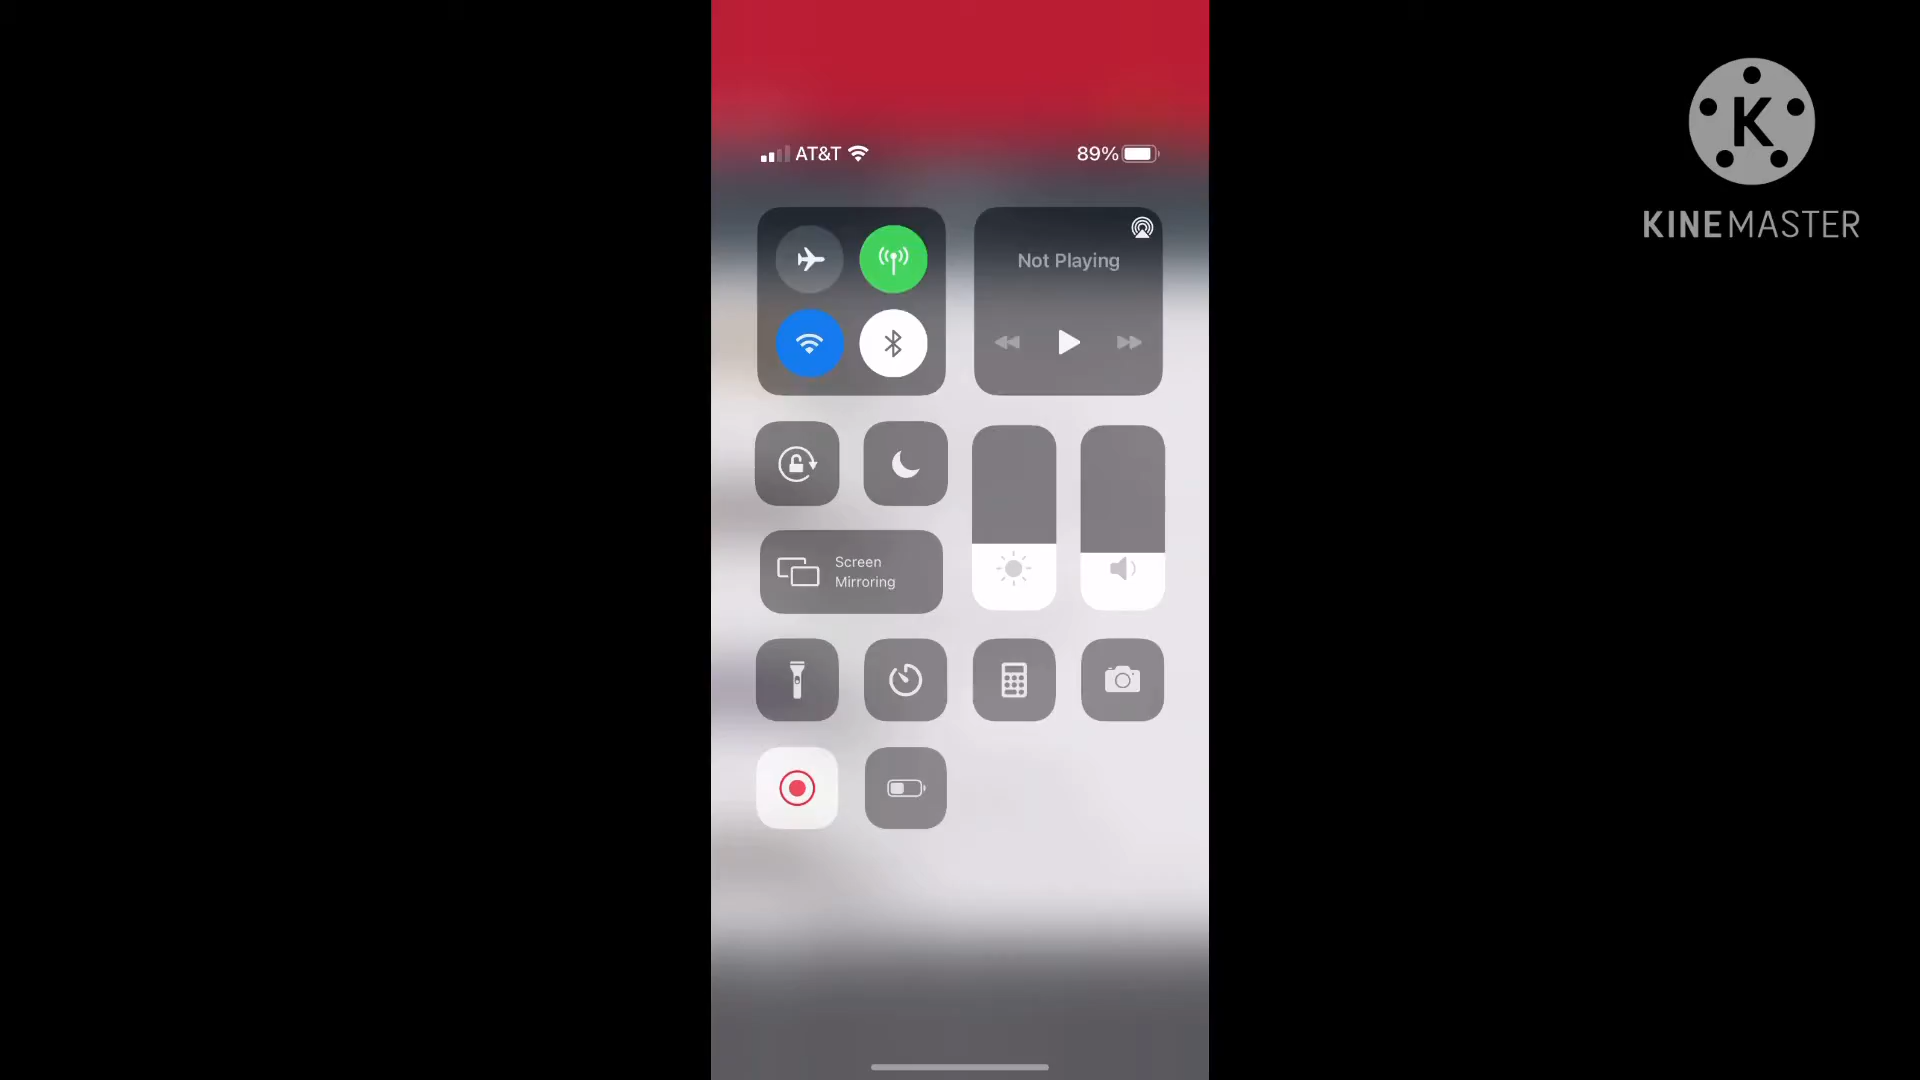 AT&T
89%
Not Playing
Screen
Mirroring
K
KINEMASTER